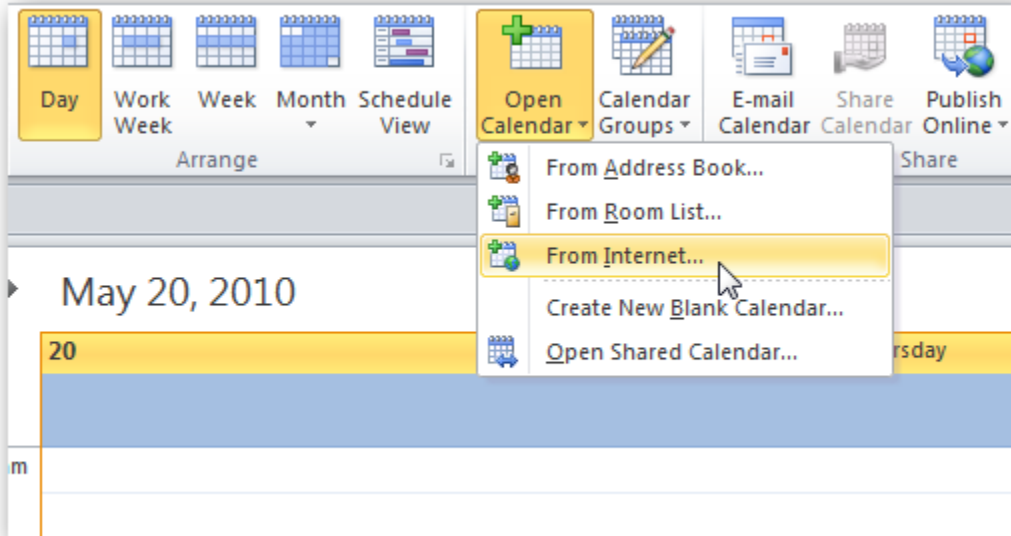 Day
Work
Week
Week
Month
Schedule
View
Open
Calendar
Calendar
Groups
E-mail
Calendar
Share
Calendar
Publish
Online
Arrange
Share
From Address Book...
From Room List...
From Internet...
Create New Blank Calendar...
Open Shared Calendar...
May 20, 2010
20
rsday
m